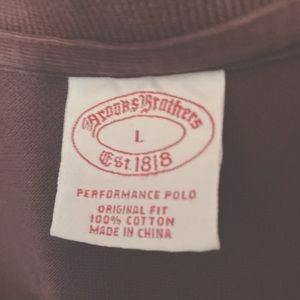 Brooks Brothers
L
Est. 1818
PERFORMANCE POLO
ORIGINAL FIT
100% COTTON
MADE IN CHINA